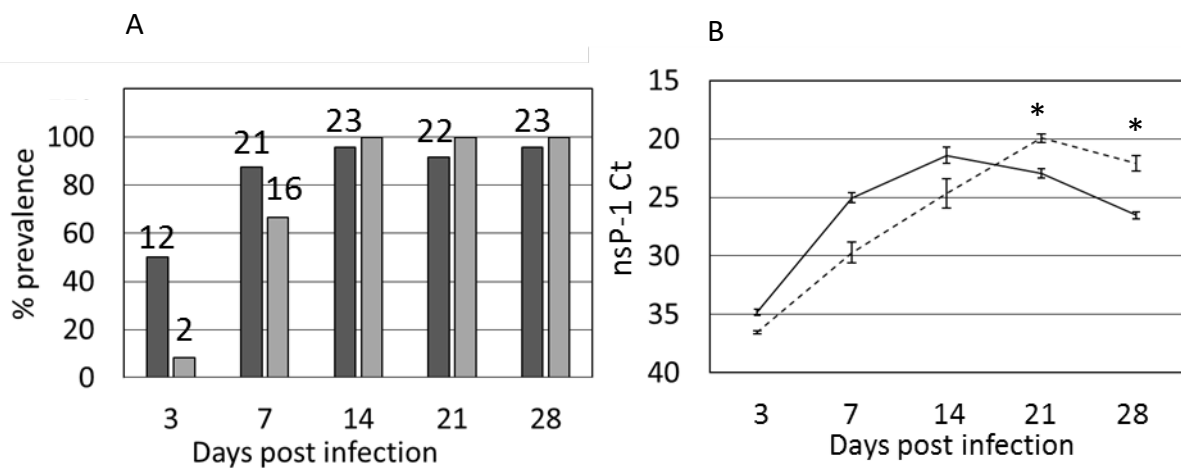 A
% prevalence
100
80
60
40
20
0
12
2
21
16
23
22
23
3 7 14 21 28
Days post infection
B
nsP-1 Ct
15
20
25
30
35
40
* *
3 7 14 21 28
Days post infection